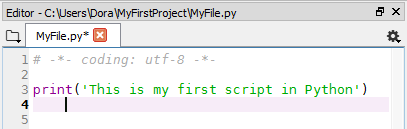 Editor - C:\Users\Dora\MyFirstProject\MyFile.py
MyFile.py*
1 # -*- coding: utf-8 -*-
2
3 print('This is my first script in Python')
4